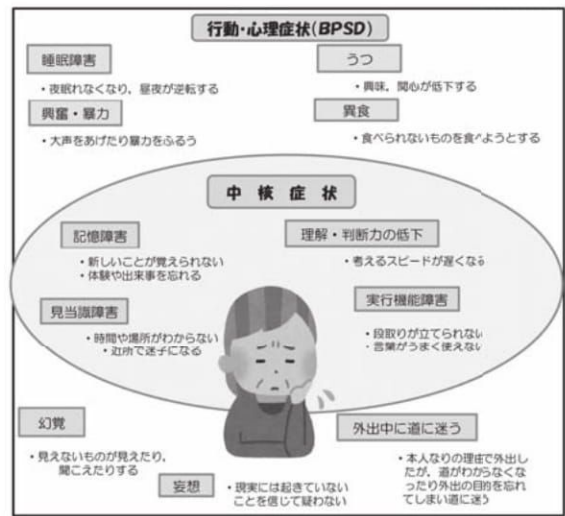 行動・心理症状(BPSD)
睡眠障害
・夜眠れなくなり、昼夜が逆転する
うつ
・興味、関心が低下する
興奮・暴力
・大声をあげたり暴力をふるう
異食
・食べられないものを食べようとする
中核症状
記憶障害
・新しいことが覚えられない
・体験や出来事を忘れる
理解・判断力の低下
・考えるスピードが遅くなる
見当識障害
・時間や場所がわからない
・近所で迷子になる
実行機能障害
・段取りが立てられない
・言葉がうまく使えない
幻覚
・見えないものが見えたり、
聞こえたりする
妄想
・現実には起きていない
ことを信じて疑わない
外出中に道に迷う
・本人なりの理由で外出し
たが、道がわからなくな
ったり外出の目的を忘れ
てしまい道に迷う